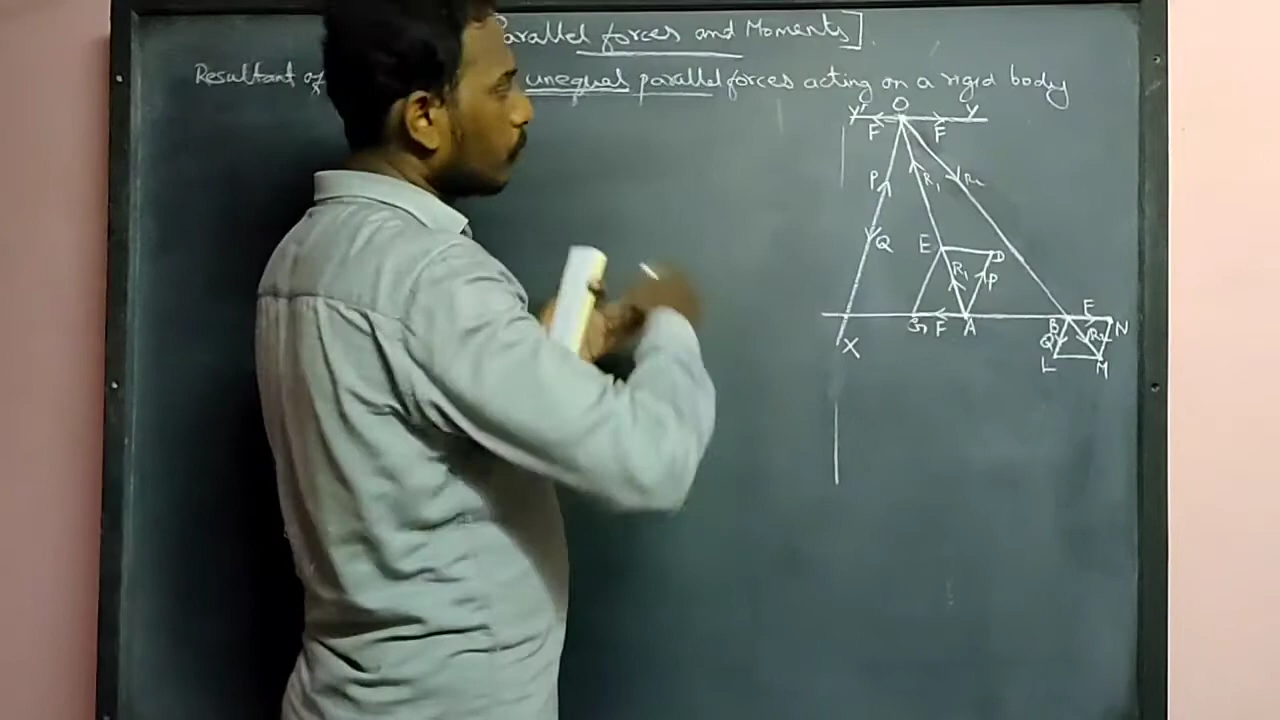 Parallel forces and Moments].
Resultant of unequal parallel forces acting on a rigid body
O
Y' Y
F F
P R₁ R₂
Q E D
R₁ P
G F A B F N
X Q R₂
L M